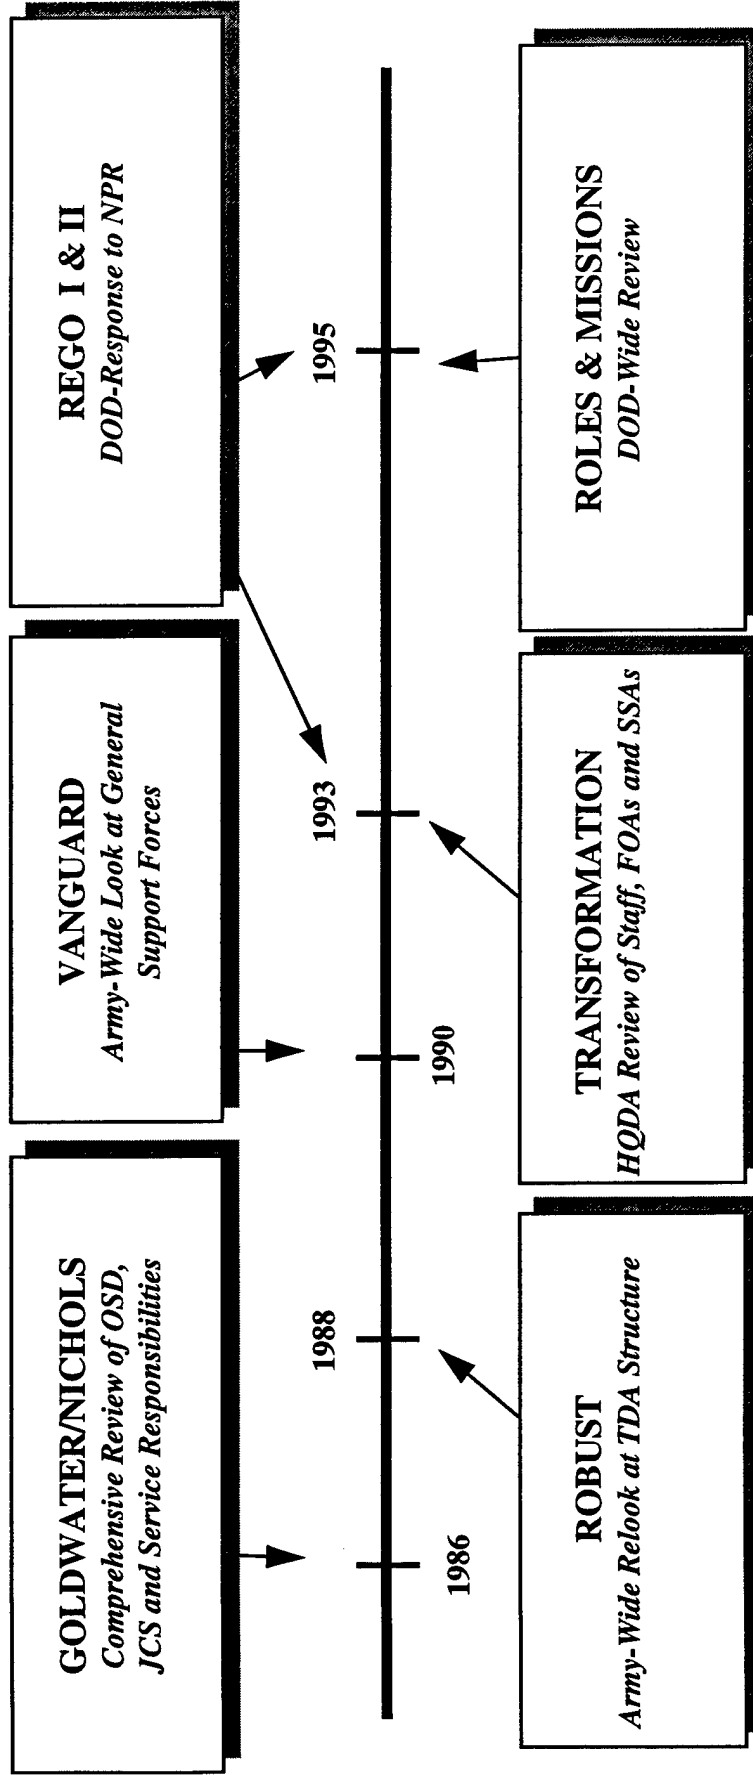 GOLDWATER/NICHOLS
Comprehensive Review of OSD,
JCS and Service Responsibilities
VANGUARD
Army-Wide Look at General
Support Forces
REGO I & II
DOD-Response to NPR
1986
1988
1990
1993
1995
ROBUST
Army-Wide Relook at TDA Structure
TRANSFORMATION
HQDA Review of Staff, FOAs and SSAs
ROLES & MISSIONS
DOD-Wide Review